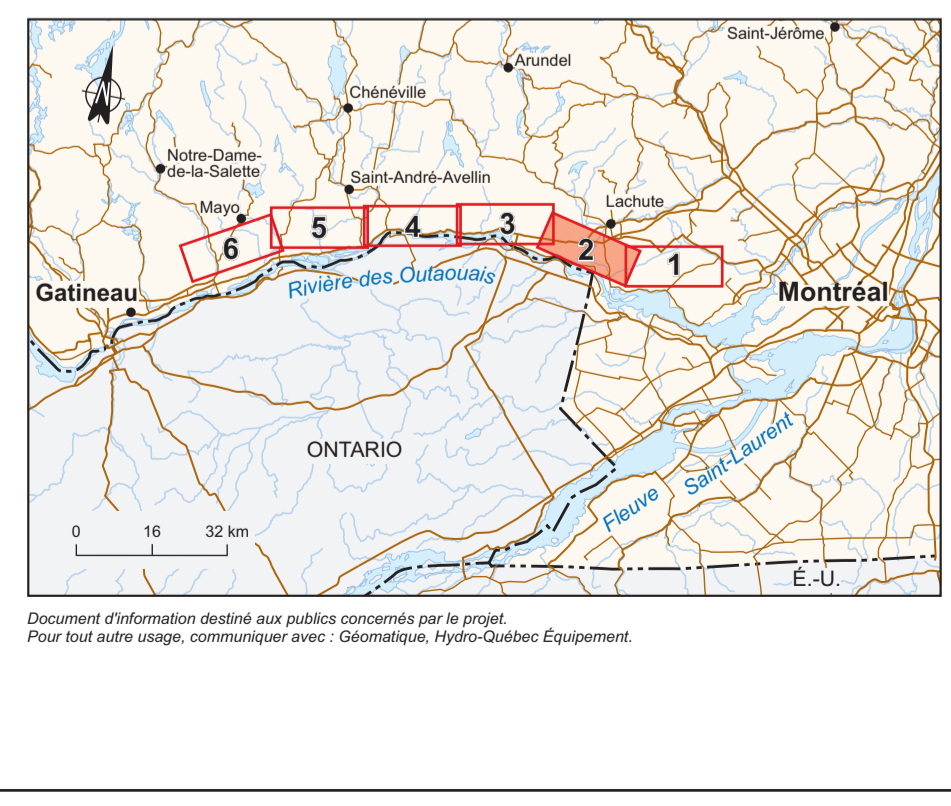 Saint-Jérôme
Arundel
Chénéville
Notre-Dame-
de-la-Salette
Saint-André-Avellin
Mayo
Lachute
6
5
4
3
2
1
Gatineau
Rivière des Outaouais
Montréal
ONTARIO
Fleuve Saint-Laurent
0 16 32 km
É.-U.
Document d'information destiné aux publics concernés par le projet.
Pour tout autre usage, communiquer avec : Géomatique, Hydro-Québec Équipement.